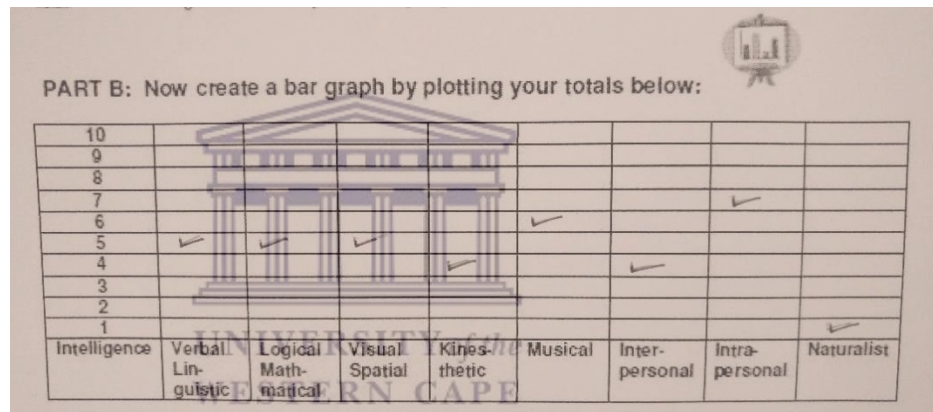 PART B: Now create a bar graph by plotting your totals below:
10
9
8
7
6
5
4
3
2
1
Intelligence Verbal Logical Visual Kines- Musical Inter- Intra- Naturalist
Lin- Math- Spatial thetic personal personal
guistic matical
UNIVERSITY of the
WESTERN CAPE